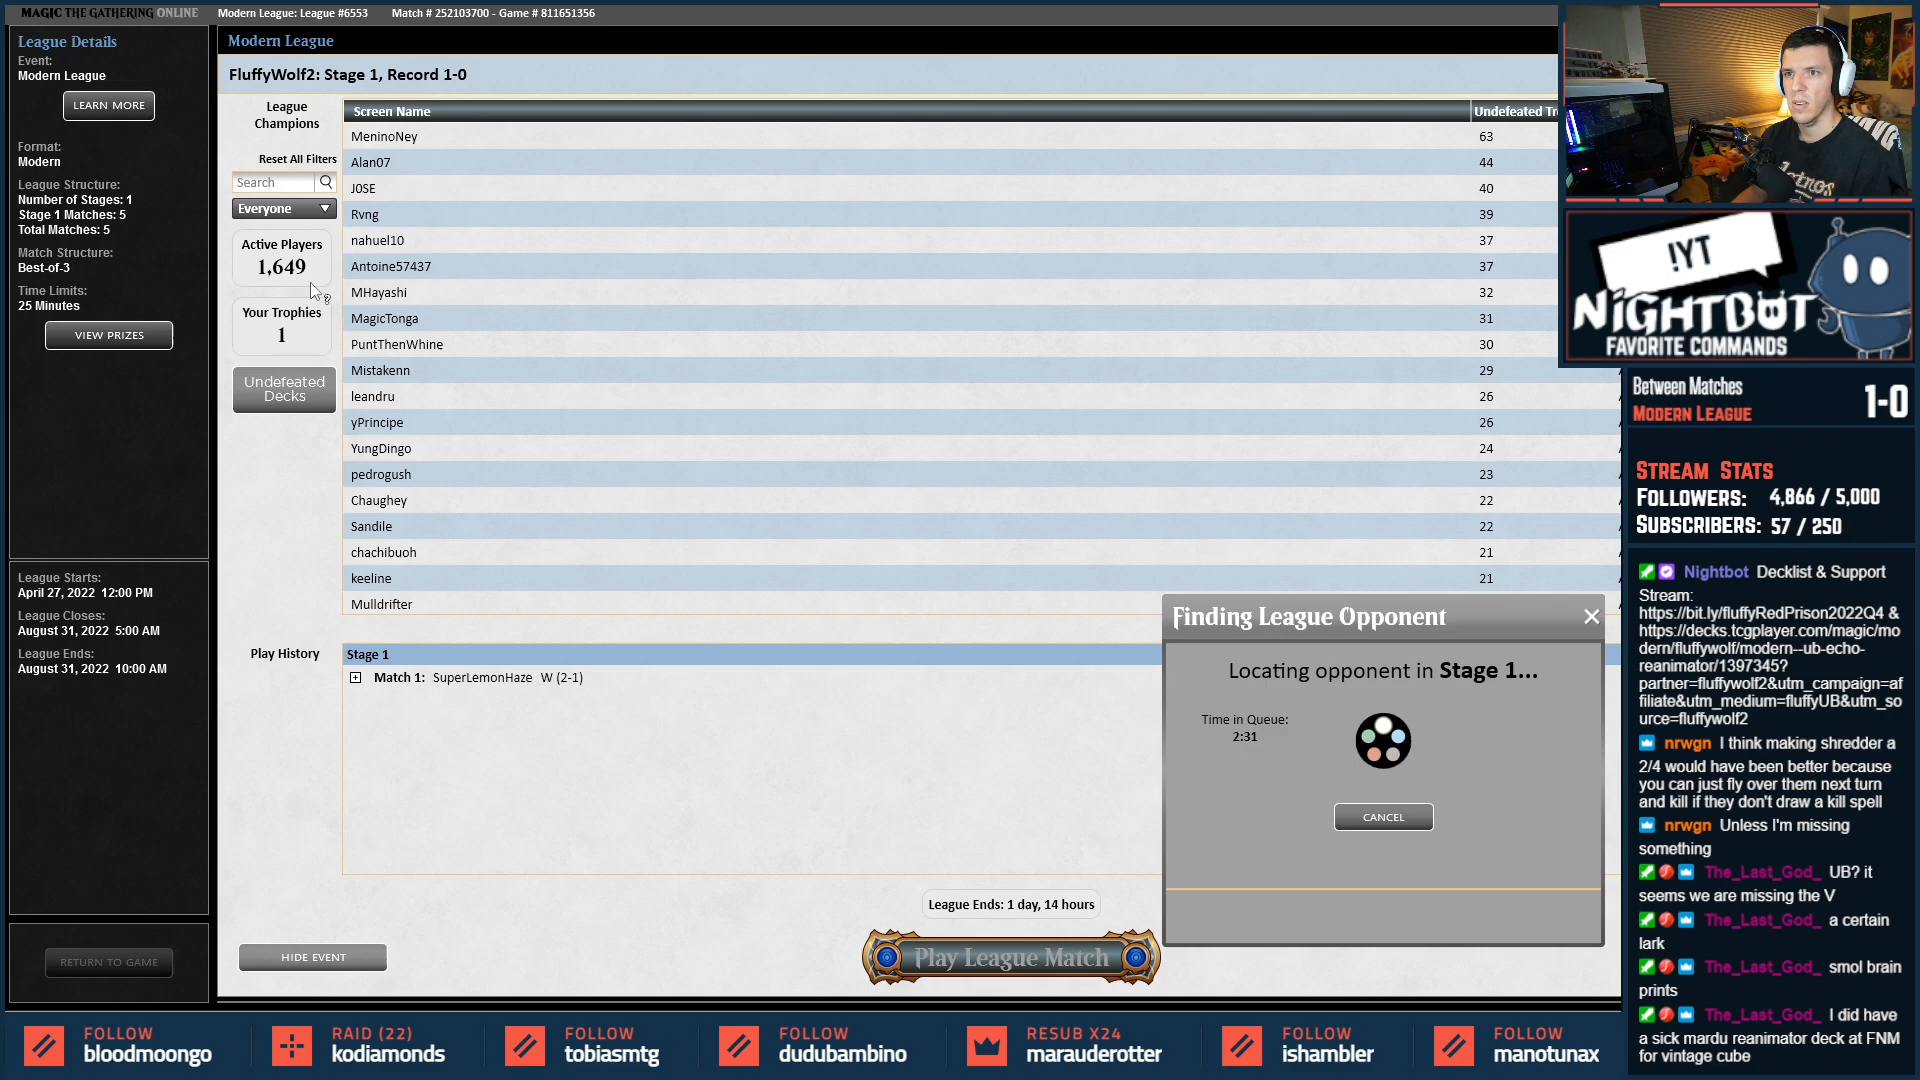 MAGIC THE GATHERING ONLINE
Modern League: League #6553
Match # 252103700 - Game # 811651356
League Details
Event:
Modern League
LEARN MORE
Format:
Modern
League Structure:
Number of Stages: 1
Stage 1 Matches: 5
Total Matches: 5
Match Structure:
Best-of-3
Time Limits:
25 Minutes
VIEW PRIZES
League Starts:
April 27, 2022 12:00 PM
League Closes:
August 31, 2022 5:00 AM
League Ends:
August 31, 2022 10:00 AM
RETURN TO GAME
Modern League
FluffyWolf2: Stage 1, Record 1-0
League
Champions
Reset All Filters
Search
Everyone
Active Players
1,649
Your Trophies
1
Undefeated
Decks
Screen Name
Undefeated Tr
MeninoNey 63
Alan07 44
J0SE 40
Rvng 39
nahuel10 37
Antoine57437 37
MHayashi 32
MagicTonga 31
PuntThenWhine 30
Mistakenn 29
leandru 26
yPrincipe 26
YungDingo 24
pedrogush 23
Chaughey 22
Sandile 22
chachibuoh 21
keeline 21
Mulldrifter
Play History
Stage 1
Match 1: SuperLemonHaze W (2-1)
Finding League Opponent
Locating opponent in Stage 1...
Time in Queue:
2:31
CANCEL
League Ends: 1 day, 14 hours
HIDE EVENT
Play League Match
!YT
NIGHTBOT
FAVORITE COMMANDS
Between Matches
Modern League
1-0
Stream Stats
Followers: 4,866 / 5,000
Subscribers: 57 / 250
Nightbot Decklist & Support
Stream:
https://bit.ly/fluffyRedPrison2022Q4 &
https://decks.tcgplayer.com/magic/mo
dern/fluffywolf/modern--ub-echo-
reanimator/1397345?
partner=fluffywolf2&utm_campaign=af
filiate&utm_medium=fluffyUB&utm_so
urce=fluffywolf2
nrwgn I think making shredder a
2/4 would have been better because
you can just fly over them next turn
and kill if they don't draw a kill spell
nrwgn Unless I'm missing
something
The_Last_God_ UB? it
seems we are missing the V
The_Last_God_ a certain
lark
The_Last_God_ smol brain
prints
The_Last_God_ I did have
a sick mardu reanimator deck at FNM
for vintage cube
FOLLOW
bloodmoongo
RAID (22)
kodiamonds
FOLLOW
tobiasmtg
FOLLOW
dudubambino
RESUB X24
marauderotter
FOLLOW
ishambler
FOLLOW
manotunax